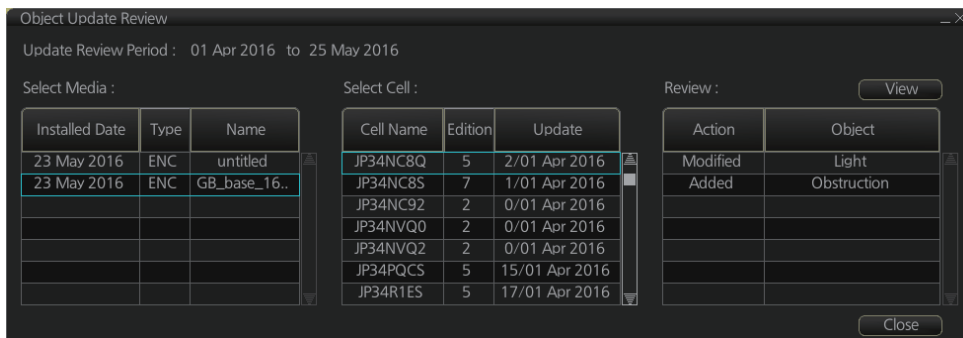 Object Update Review
Update Review Period : 01 Apr 2016 to 25 May 2016
Select Media : Select Cell : Review : View
Installed Date Type Name Cell Name Edition Update Action Object
23 May 2016 ENC untitled JP34NC8Q 5 2/01 Apr 2016 Modified Light
23 May 2016 ENC GB_base_16.. JP34NC8S 7 1/01 Apr 2016 Added Obstruction
JP34NC92 2 0/01 Apr 2016
JP34NVQ0 2 0/01 Apr 2016
JP34NVQ2 2 0/01 Apr 2016
JP34PQCS 5 15/01 Apr 2016
JP34R1ES 5 17/01 Apr 2016
Close